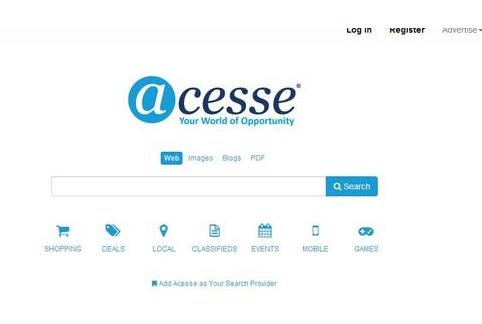 Log In Register Advertise
acesse®
Your World of Opportunity
Web Images Blogs PDF
Search
SHOPPING DEALS LOCAL CLASSIFIEDS EVENTS MOBILE GAMES
Add Acesse as Your Search Provider